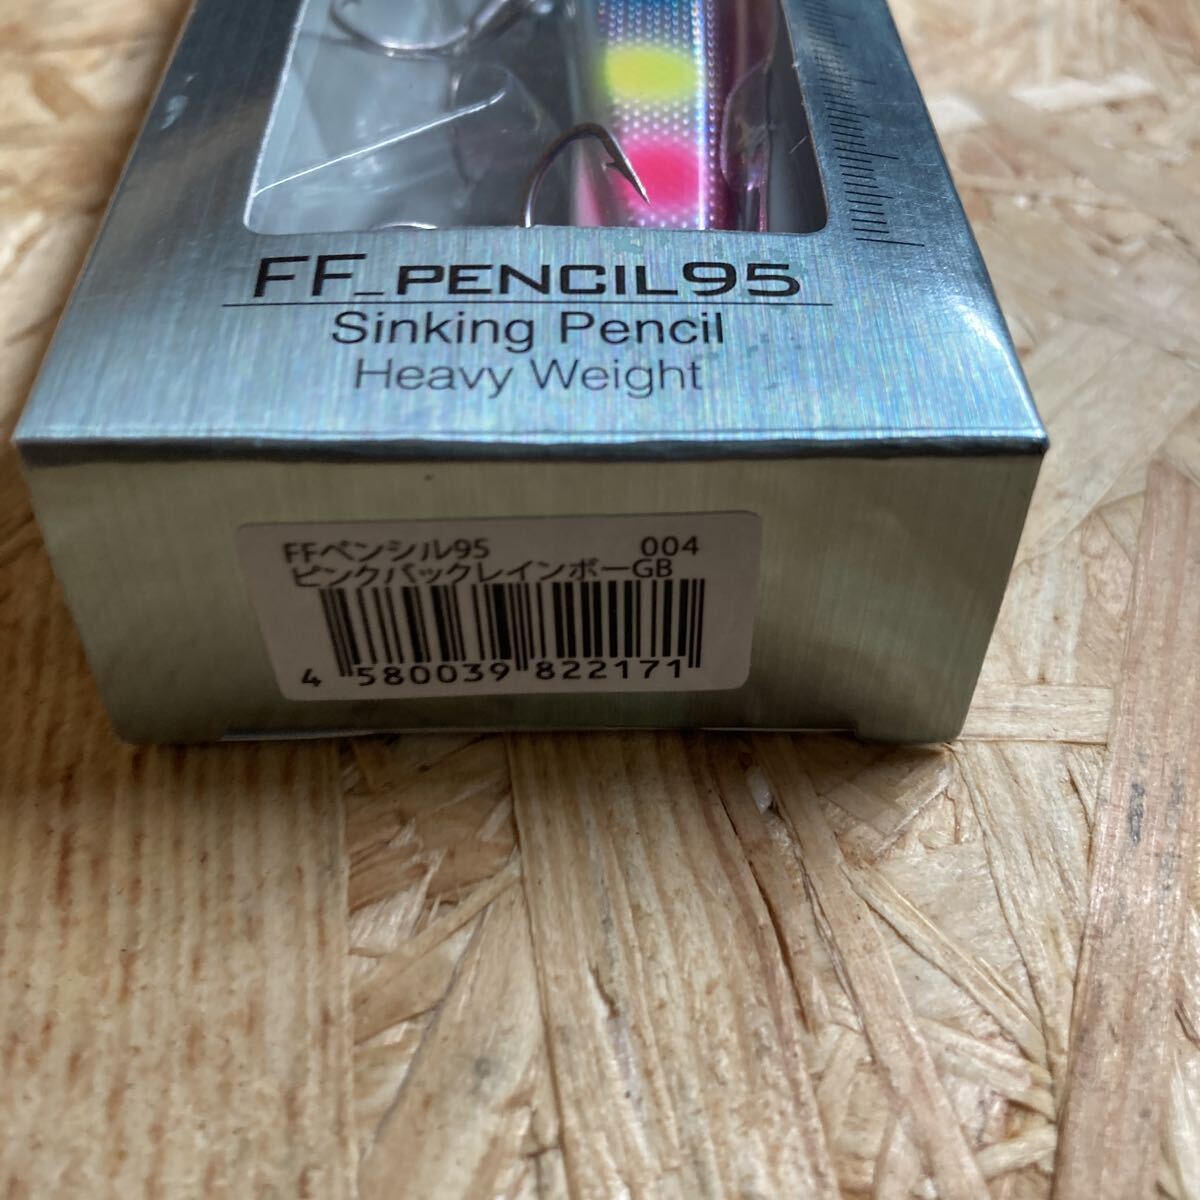 FF_PENCIL95
Sinking Pencil
Heavy Weight
FFペンシル95 004
ピンクバックレインボーGB
4 580039 822171